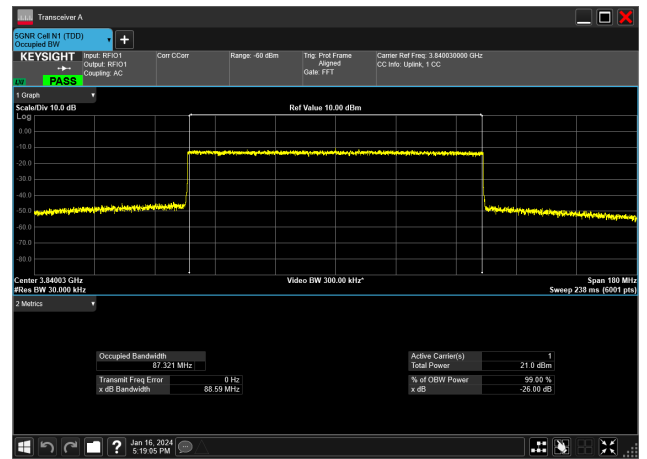 Transceiver A
5GNR Cell N1 (TDD)
Occupied BW
KEYSIGHT
Input: RFIO1
Output: RFIO1
Coupling: AC
Corr CCorr
Range: -60 dBm
Trig: Prot Frame
Aligned
Gate: FFT
Carrier Ref Freq: 3.840030000 GHz
CC Info: Uplink, 1 CC
PASS
1 Graph
Scale/Div 10.0 dB
Ref Value 10.00 dBm
Log
0.00
-10.0
-20.0
-30.0
-40.0
-50.0
-60.0
-70.0
-80.0
Center 3.84003 GHz
Video BW 300.00 kHz*
Span 180 MHz
#Res BW 30.000 kHz
Sweep 238 ms (6001 pts)
2 Metrics
Occupied Bandwidth
87.321 MHz
Transmit Freq Error 0 Hz
x dB Bandwidth 88.59 MHz
Active Carrier(s) 1
Total Power 21.0 dBm
% of OBW Power 99.00 %
x dB -26.00 dB
Jan 16, 2024
5:19:05 PM